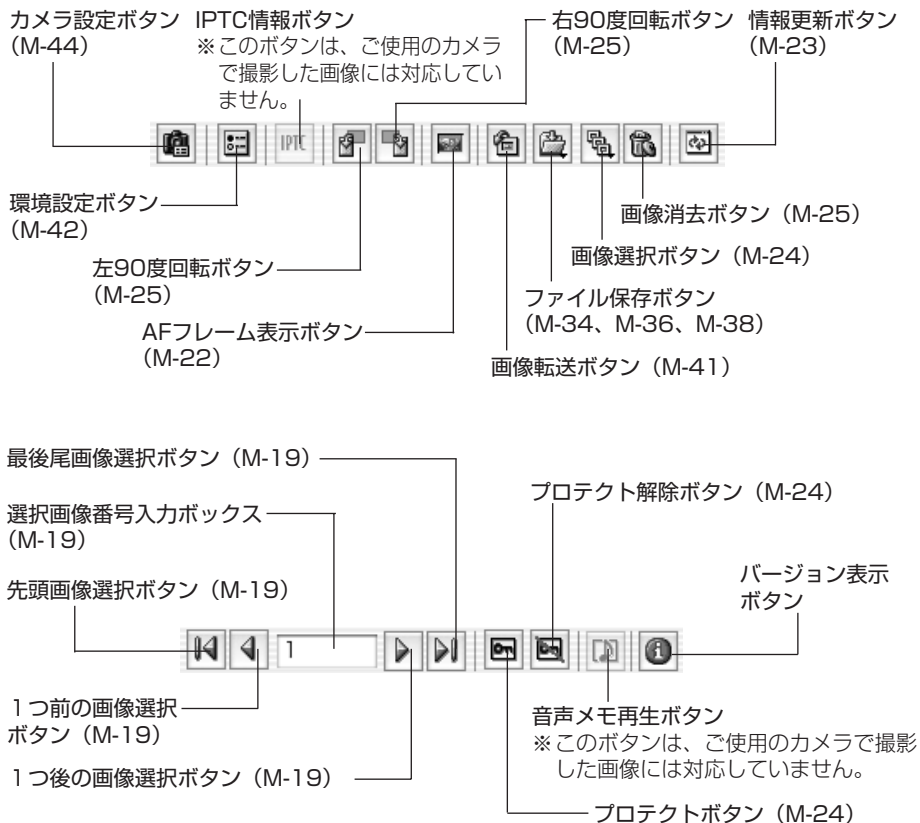 カメラ設定ボタン
(M-44)
IPTC情報ボタン
※このボタンは、ご使用のカメラ
で撮影した画像には対応してい
ません。
右90度回転ボタン
(M-25)
情報更新ボタン
(M-23)
IPTC
環境設定ボタン
(M-42)
左90度回転ボタン
(M-25)
AFフレーム表示ボタン
(M-22)
画像消去ボタン(M-25)
画像選択ボタン(M-24)
ファイル保存ボタン
(M-34、M-36、M-38)
画像転送ボタン(M-41)
最後尾画像選択ボタン(M-19)
選択画像番号入力ボックス
(M-19)
先頭画像選択ボタン(M-19)
プロテクト解除ボタン(M-24)
バージョン表示
ボタン
1
1つ前の画像選択
ボタン(M-19)
1つ後の画像選択ボタン(M-19)
音声メモ再生ボタン
※このボタンは、ご使用のカメラで撮影
した画像には対応していません。
プロテクトボタン(M-24)